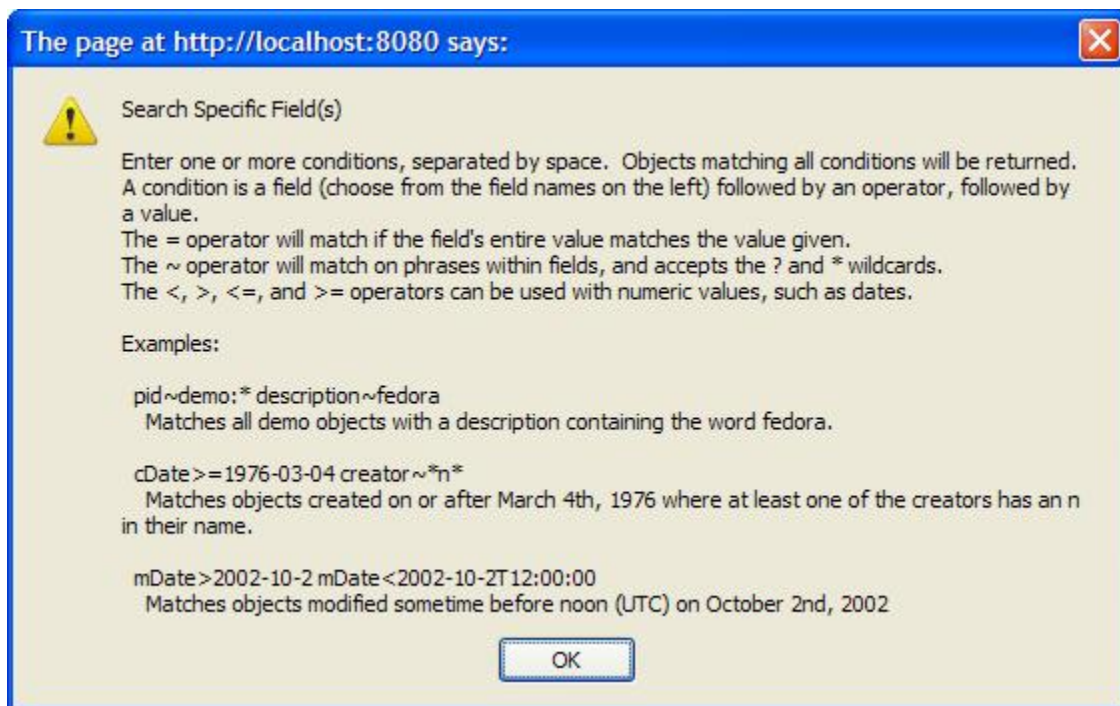 The page at http://localhost:8080 says:
Search Specific Field(s)
Enter one or more conditions, separated by space.  Objects matching all conditions will be returned.
A condition is a field (choose from the field names on the left) followed by an operator, followed by
a value.
The = operator will match if the field's entire value matches the value given.
The ~ operator will match on phrases within fields, and accepts the ? and * wildcards.
The <, >, <=, and >= operators can be used with numeric values, such as dates.
Examples:
pid~demo:* description~fedora
Matches all demo objects with a description containing the word fedora.
cDate>=1976-03-04 creator~*n*
Matches objects created on or after March 4th, 1976 where at least one of the creators has an n
in their name.
mDate>2002-10-2 mDate<2002-10-2T12:00:00
Matches objects modified sometime before noon (UTC) on October 2nd, 2002
OK